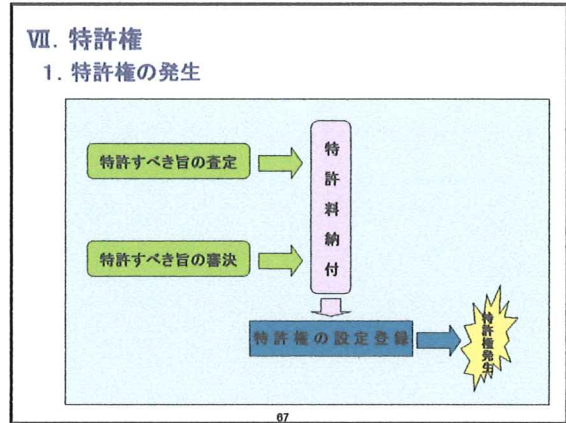 Ⅶ. 特許権
1. 特許権の発生
特許すべき旨の査定
特許料納付
特許すべき旨の審決
特許権の設定登録
特許権発生
67